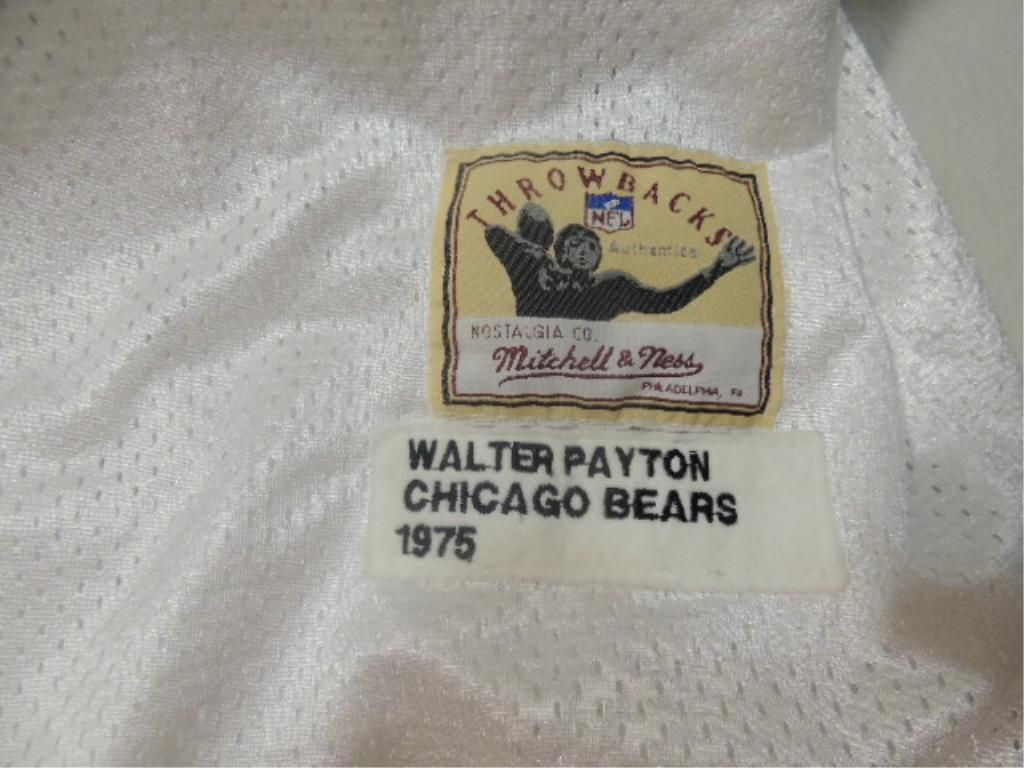 THROWBACKS
NFL
Authentics
NOSTALGIA CO.
Mitchell & Ness
PHILADELPHIA, PA
WALTER PAYTON
CHICAGO BEARS
1975